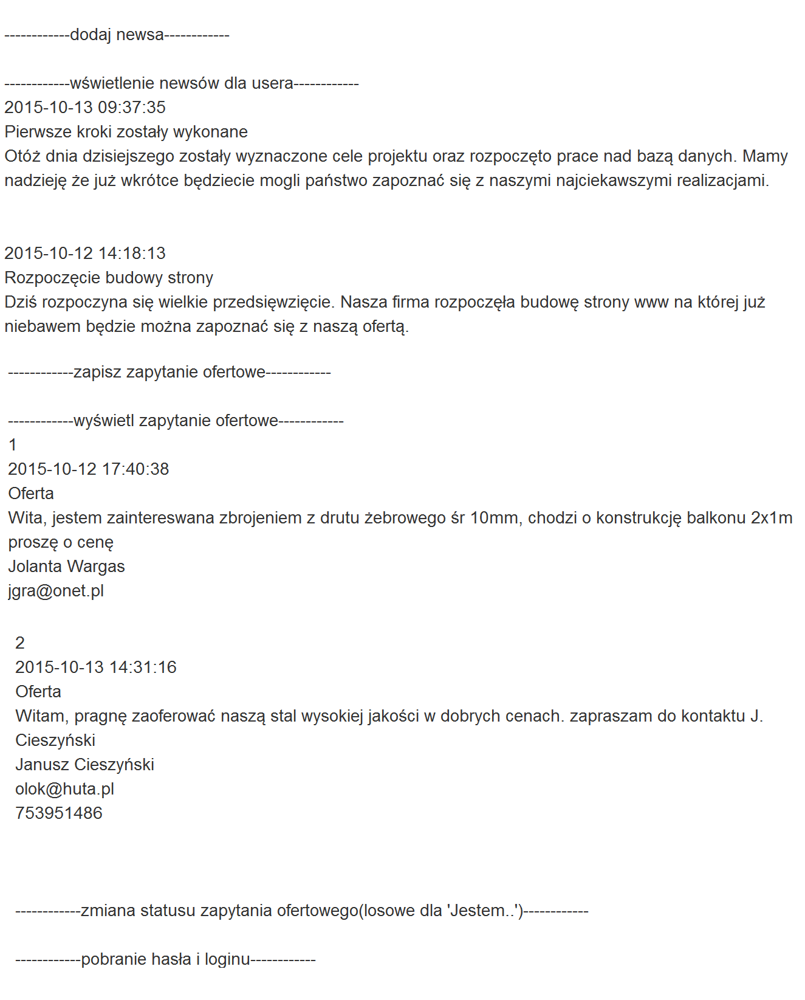 ------------dodaj newsa------------
------------wświetlenie newsów dla usera------------
2015-10-13 09:37:35
Pierwsze kroki zostały wykonane
Otóż dnia dzisiejszego zostały wyznaczone cele projektu oraz rozpoczęto prace nad bazą danych. Mamy
nadzieję że już wkrótce będziecie mogli państwo zapoznać się z naszymi najciekawszymi realizacjami.
2015-10-12 14:18:13
Rozpoczęcie budowy strony
Dziś rozpoczyna się wielkie przedsięwzięcie. Nasza firma rozpoczęła budowę strony www na której już
niebawem będzie można zapoznać się z naszą ofertą.
------------zapisz zapytanie ofertowe------------
------------wyświetl zapytanie ofertowe------------
1
2015-10-12 17:40:38
Oferta
Wita, jestem zaintereswana zbrojeniem z drutu żebrowego śr 10mm, chodzi o konstrukcję balkonu 2x1m
proszę o cenę
Jolanta Wargas
jgra@onet.pl
2
2015-10-13 14:31:16
Oferta
Witam, pragnę zaoferować naszą stal wysokiej jakości w dobrych cenach. zapraszam do kontaktu J.
Cieszyński
Janusz Cieszyński
olok@huta.pl
753951486
------------zmiana statusu zapytania ofertowego(losowe dla 'Jestem..')------------
------------pobranie hasła i loginu------------